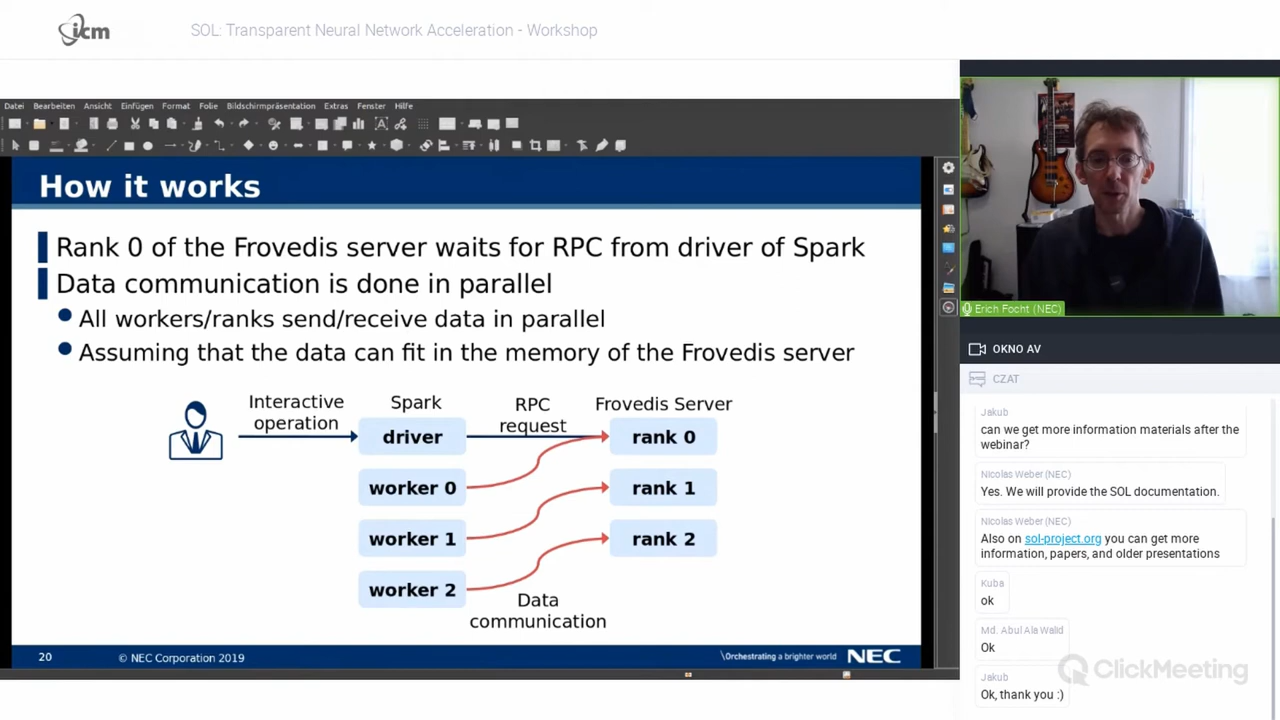 icm
SOL: Transparent Neural Network Acceleration - Workshop
Datei Bearbeiten Ansicht Einfügen Format Folie Bildschirmpräsentation Extras Fenster Hilfe
How it works
Rank 0 of the Frovedis server waits for RPC from driver of Spark
Data communication is done in parallel
All workers/ranks send/receive data in parallel
Assuming that the data can fit in the memory of the Frovedis server
Interactive
operation
Spark
RPC
request
Frovedis Server
driver
rank 0
worker 0
rank 1
worker 1
rank 2
worker 2
Data
communication
20
© NEC Corporation 2019
\Orchestrating a brighter world
NEC
Erich Focht (NEC)
OKNO AV
CZAT
Jakub
can we get more information materials after the
webinar?
Nicolas Weber (NEC)
Yes. We will provide the SOL documentation.
Nicolas Weber (NEC)
Also on sol-project.org you can get more
information, papers, and older presentations
Kuba
ok
Md. Abul Ala Walid
Ok
Jakub
Ok, thank you :)
ClickMeeting